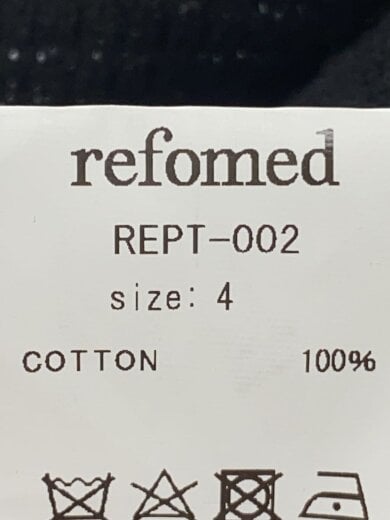 refomed
REPT-002
size: 4
COTTON 100%